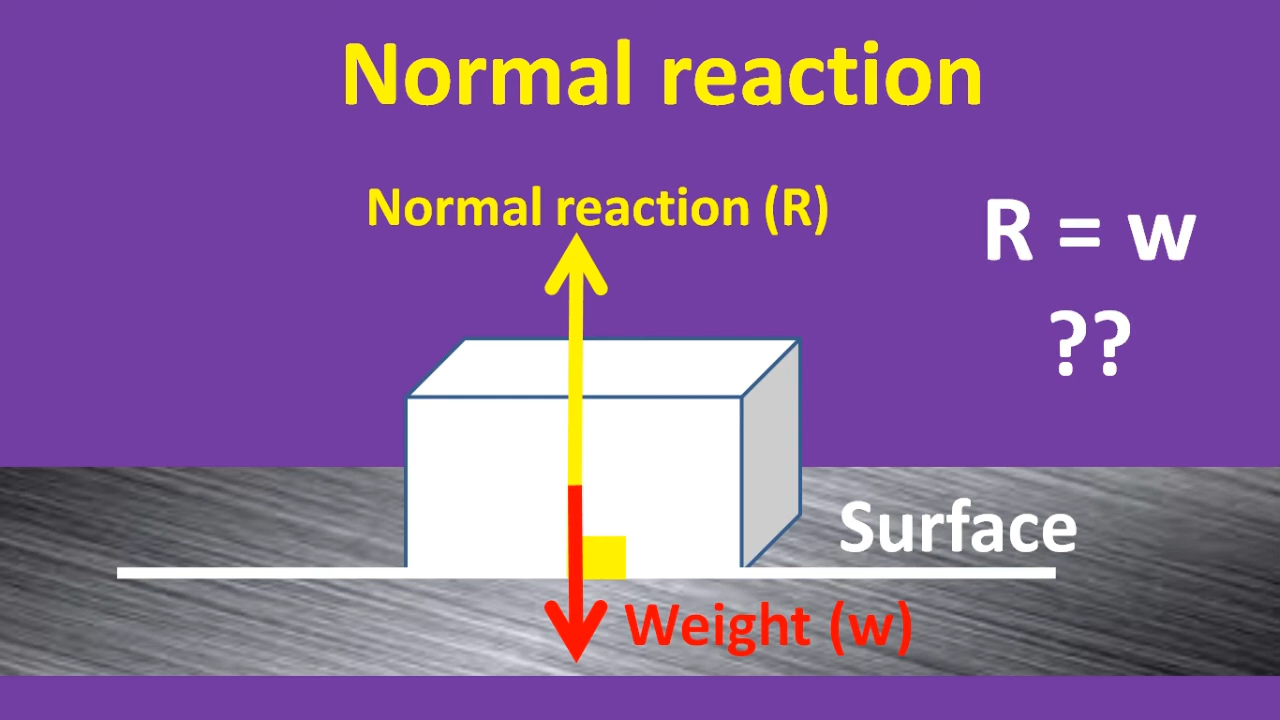 Normal reaction
Normal reaction (R)
R = w
??
Surface
Weight (w)